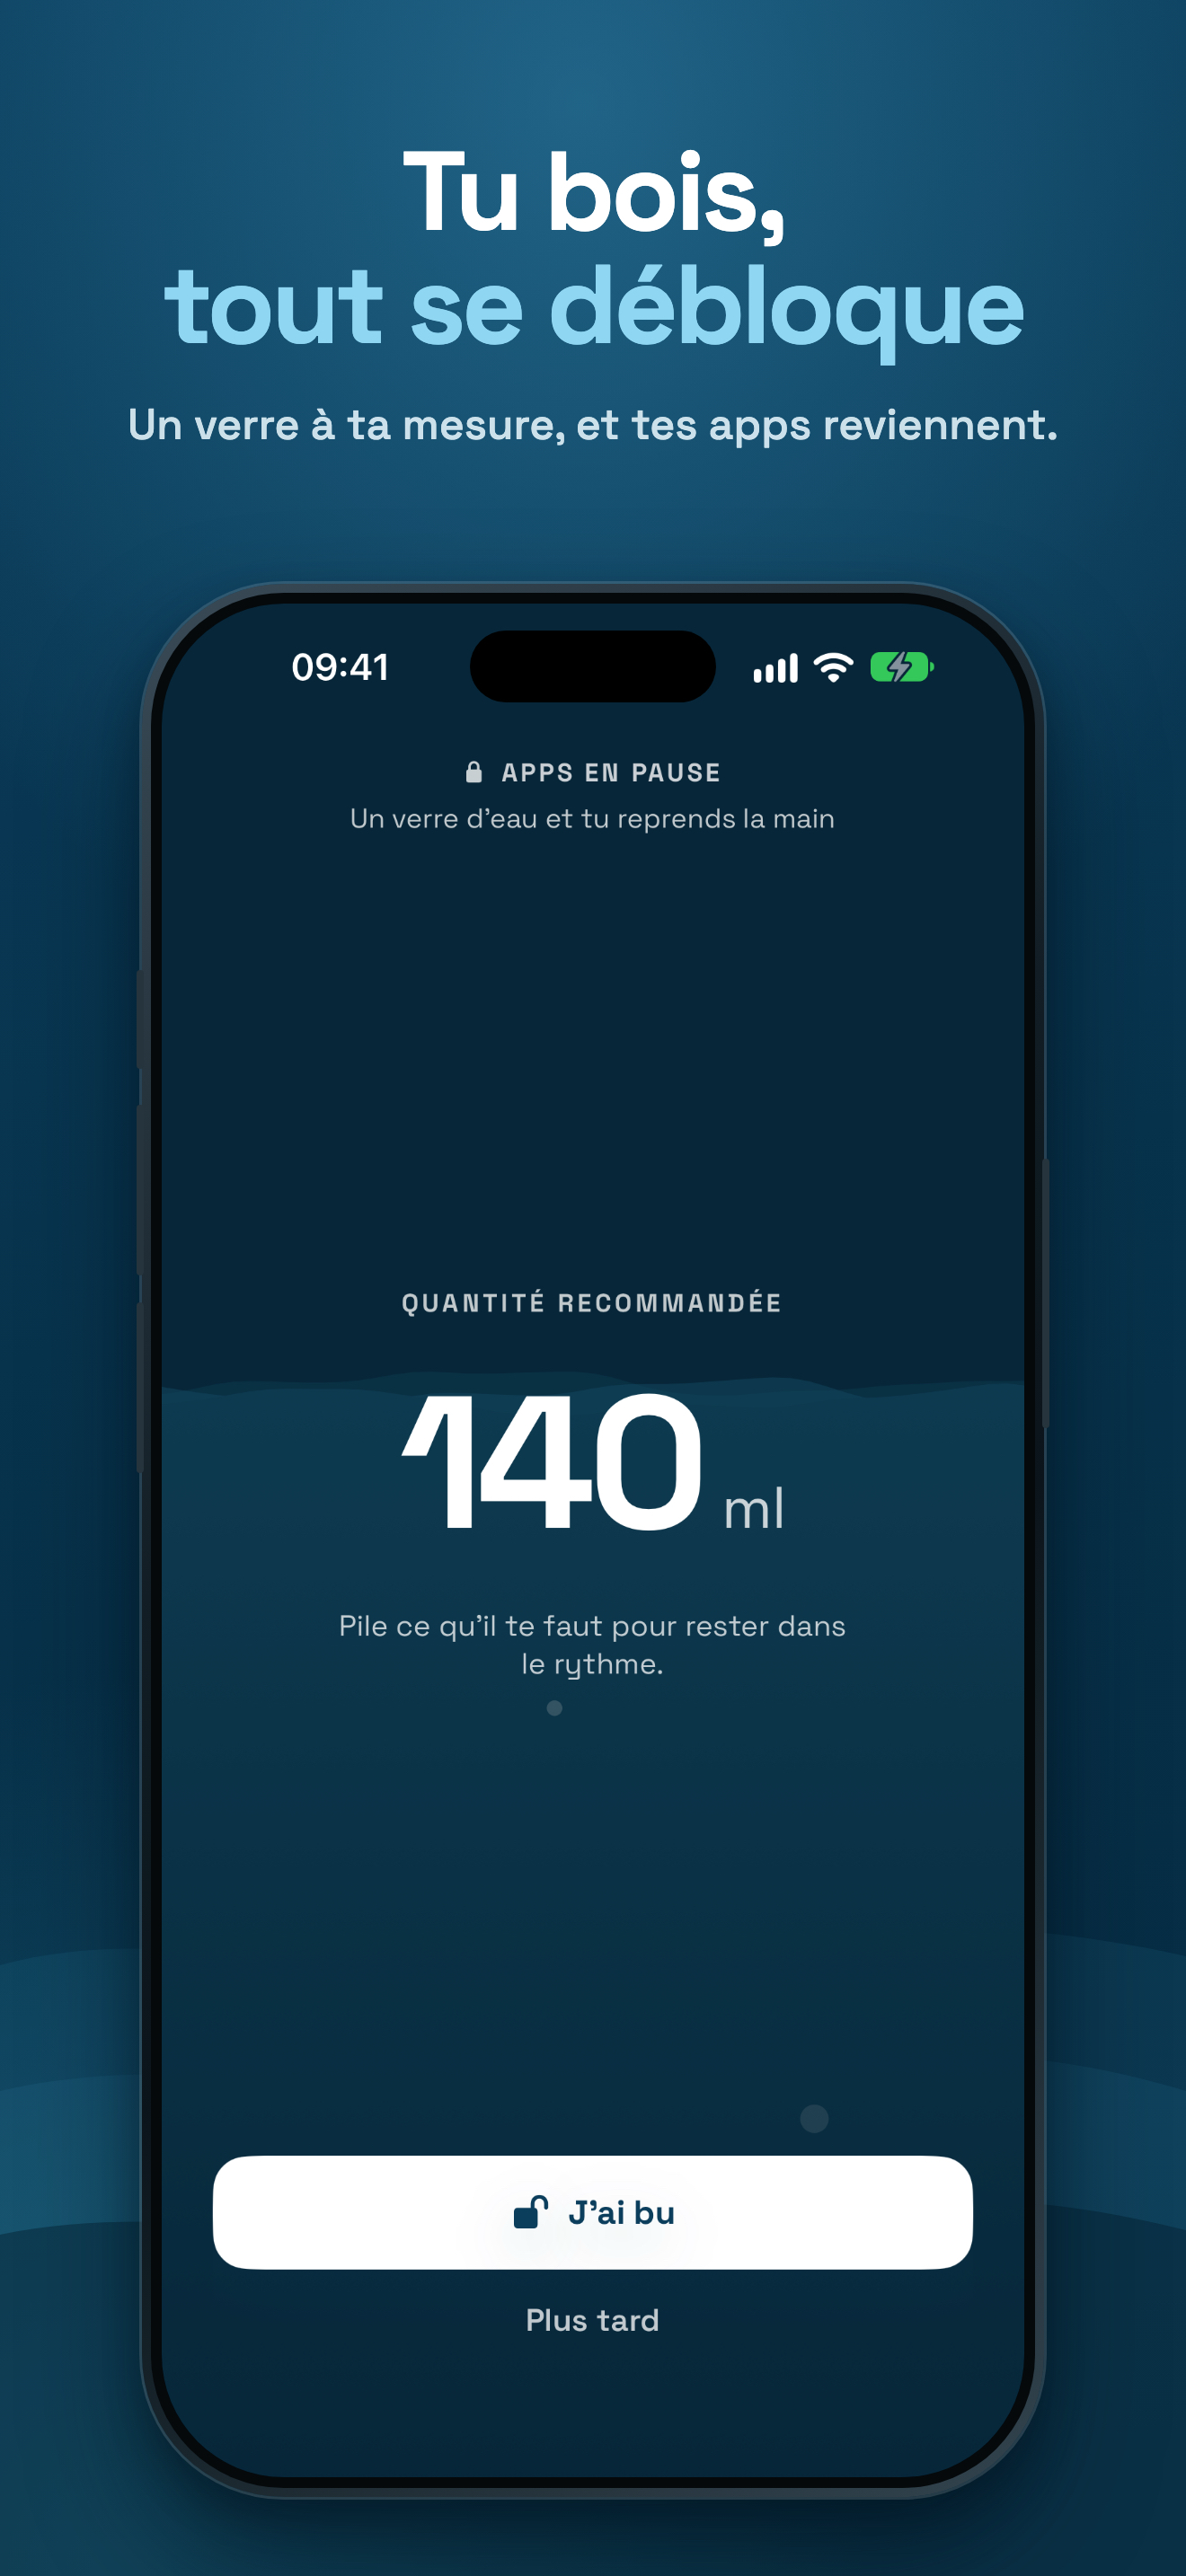 Tu bois,
tout se débloque
Un verre à ta mesure, et tes apps reviennent.
09:41
APPS EN PAUSE
Un verre d’eau et tu reprends la main
QUANTITÉ RECOMMANDÉE
140 ml
Pile ce qu’il te faut pour rester dans
le rythme.
J’ai bu
Plus tard